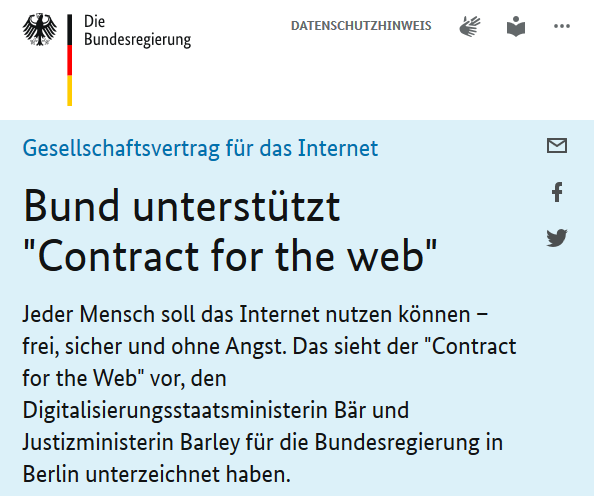 Die
Bundesregierung
DATENSCHUTZHINWEIS
Gesellschaftsvertrag für das Internet
Bund unterstützt
"Contract for the web"
Jeder Mensch soll das Internet nutzen können –
frei, sicher und ohne Angst. Das sieht der "Contract
for the Web" vor, den
Digitalisierungsstaatsministerin Bär und
Justizministerin Barley für die Bundesregierung in
Berlin unterzeichnet haben.